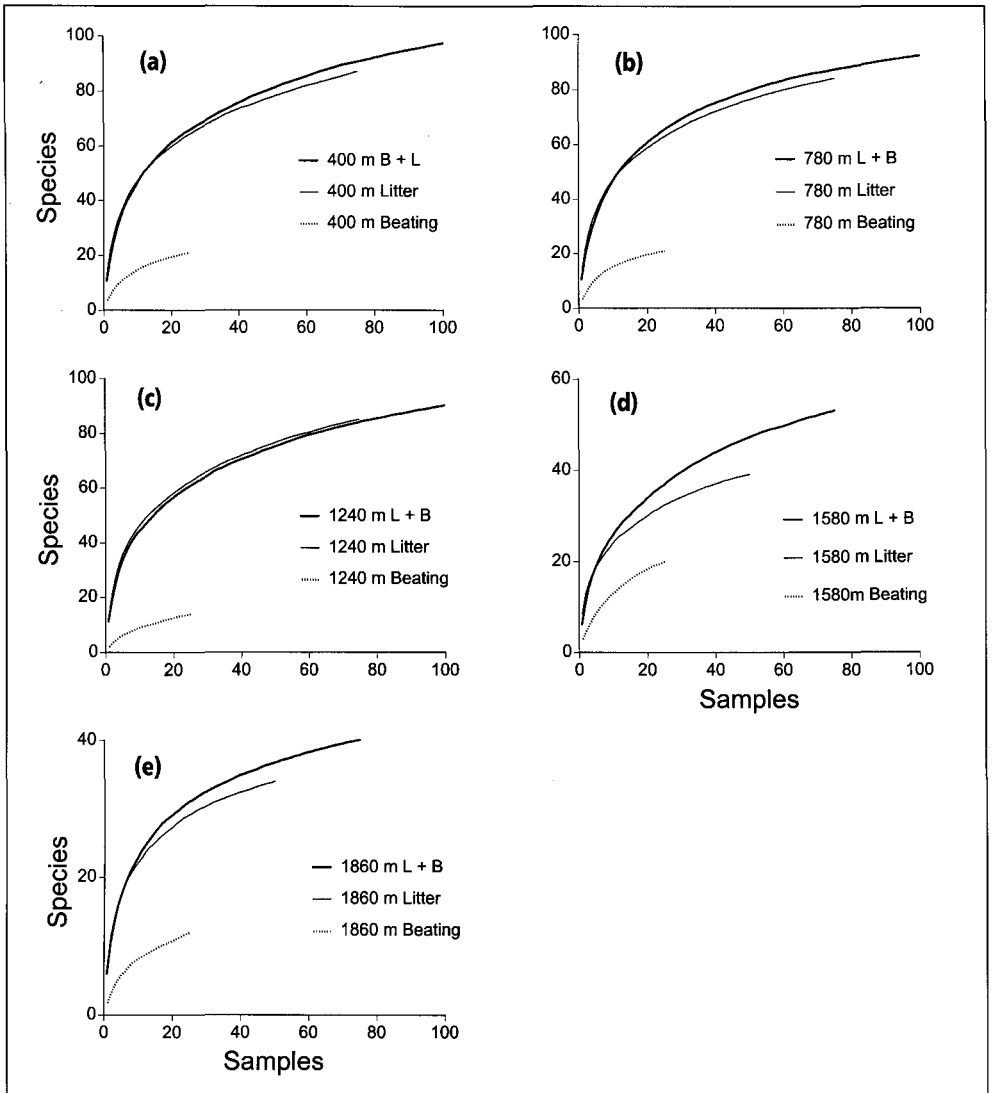 (a)
Species
100
80
60
40
20
0
400 m B + L
400 m Litter
400 m Beating
0 20 40 60 80 100
(b)
100
80
60
40
20
0
780 m L + B
780 m Litter
780 m Beating
0 20 40 60 80 100
(c)
100
80
60
40
20
0
1240 m L + B
1240 m Litter
1240 m Beating
0 20 40 60 80 100
(d)
60
40
20
0
1580 m L + B
1580 m Litter
1580m Beating
0 20 40 60 80 100
Samples
(e)
Species
40
20
0
1860 m L + B
1860 m Litter
1860 m Beating
0 20 40 60 80 100
Samples